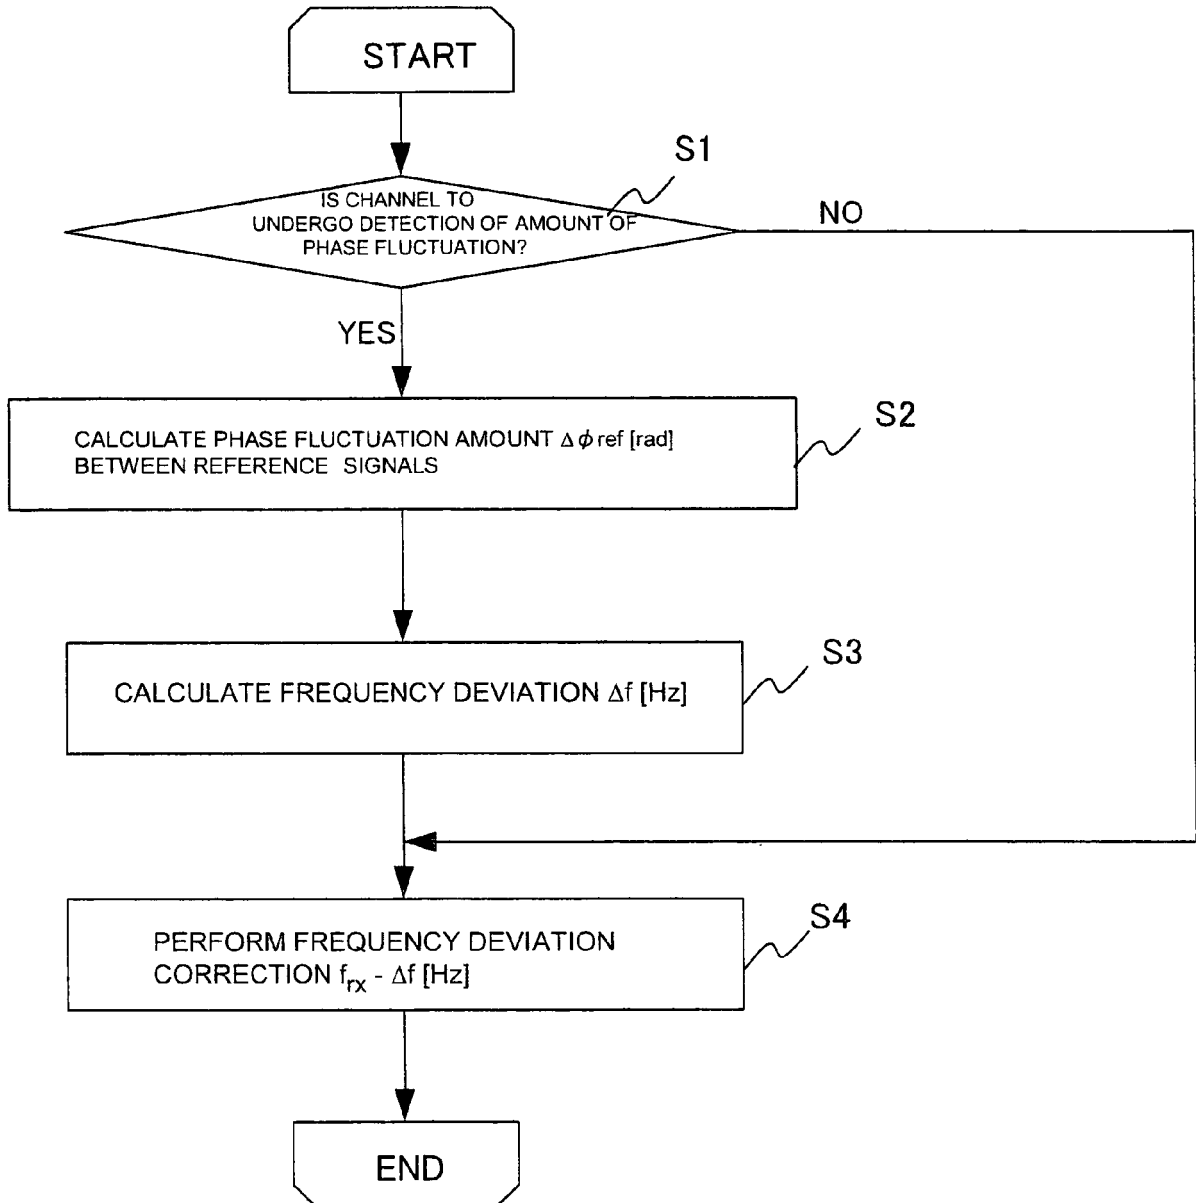 START
S1
IS CHANNEL TO
UNDERGO DETECTION OF AMOUNT OF
PHASE FLUCTUATION?
NO
YES
S2
CALCULATE PHASE FLUCTUATION AMOUNT Δϕref [rad]
BETWEEN REFERENCE SIGNALS
S3
CALCULATE FREQUENCY DEVIATION Δf [Hz]
S4
PERFORM FREQUENCY DEVIATION
CORRECTION frx - Δf [Hz]
END